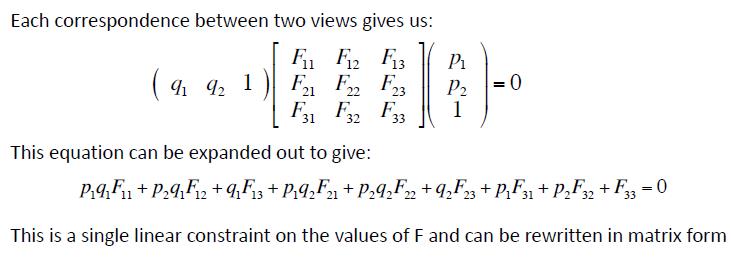 Each correspondence between two views gives us:
( q₁ q₂ 1 ) [ F₁₁ F₁₂ F₁₃ ] ( p₁ )
[ F₂₁ F₂₂ F₂₃ ] ( p₂ ) = 0
[ F₃₁ F₃₂ F₃₃ ] ( 1 )
This equation can be expanded out to give:
p₁q₁F₁₁ + p₂q₁F₁₂ + q₁F₁₃ + p₁q₂F₂₁ + p₂q₂F₂₂ + q₂F₂₃ + p₁F₃₁ + p₂F₃₂ + F₃₃ = 0
This is a single linear constraint on the values of F and can be rewritten in matrix form